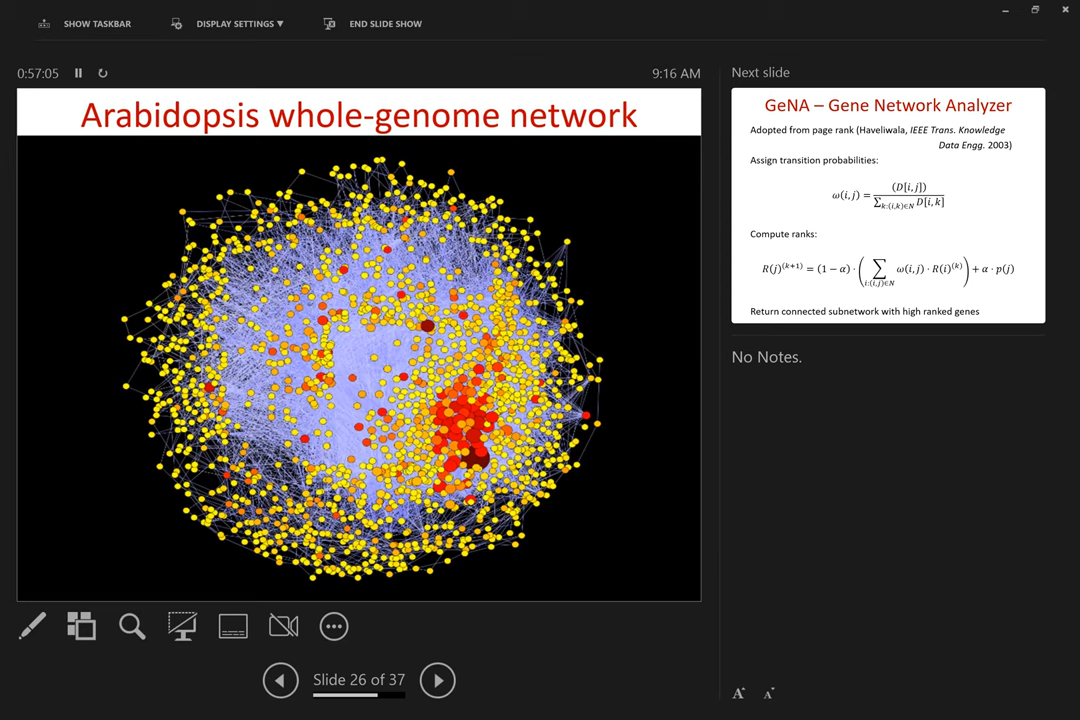 SHOW TASKBAR
DISPLAY SETTINGS ▼
END SLIDE SHOW
0:57:05
9:16 AM
Arabidopsis whole-genome network
Slide 26 of 37
Next slide
GeNA – Gene Network Analyzer
Adopted from page rank (Haveliwala, IEEE Trans. Knowledge
Data Engg. 2003)
Assign transition probabilities:
ω(i,j) = (D[i,j]) / ∑k:(i,k)∈N D[i,k]
Compute ranks:
R(j)^(k+1) = (1 − α) · ( ∑i:(i,j)∈N ω(i,j) · R(i)^(k) ) + α · p(j)
Return connected subnetwork with high ranked genes
No Notes.
A A